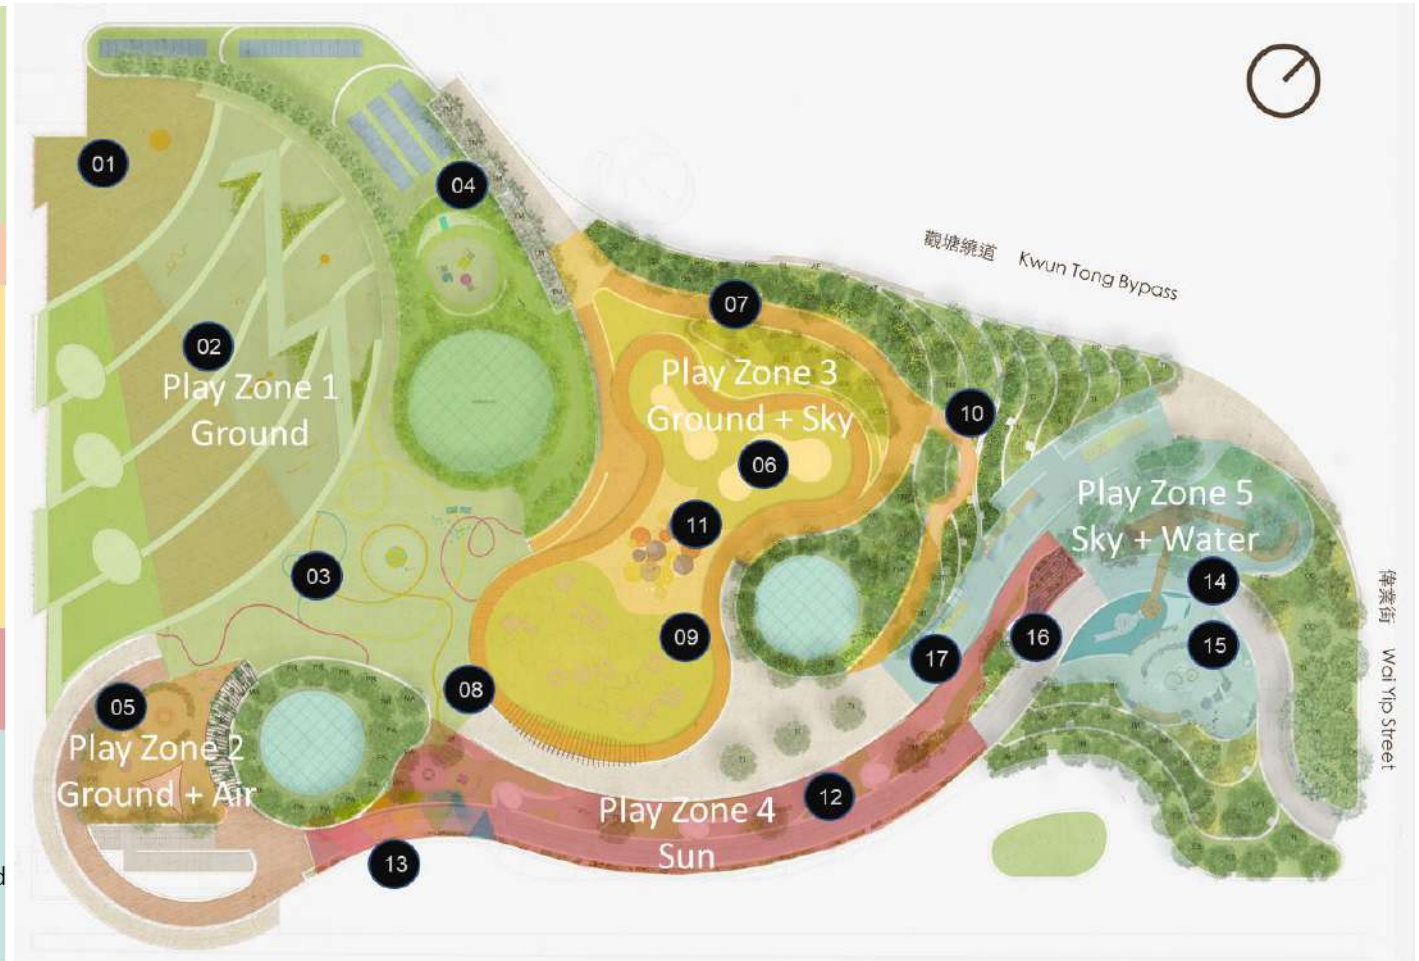 01
04
觀塘繞道 Kwun Tong Bypass
07
02
Play Zone 1
Ground
Play Zone 3
Ground + Sky
10
06
11
Play Zone 5
Sky + Water
03
14
偉業街 Wai Yip Street
09
16
15
17
08
05
Play Zone 2
Ground + Air
12
Play Zone 4
Sun
13
d